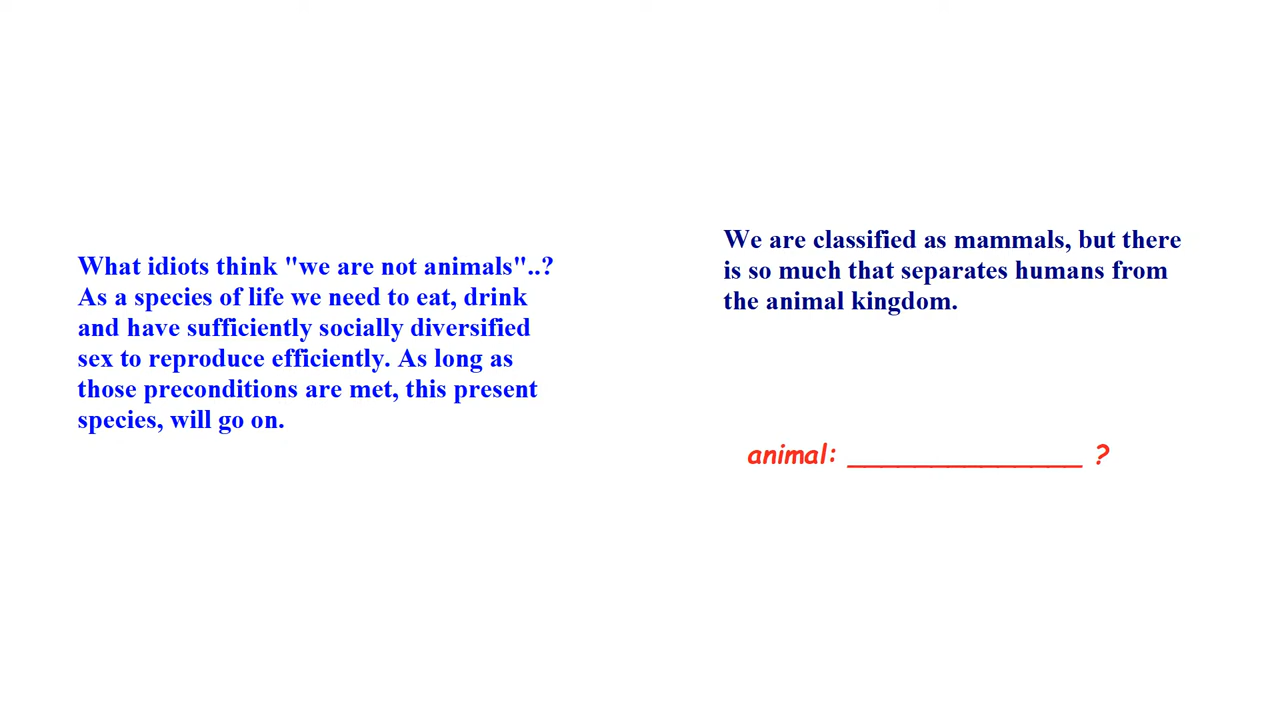 What idiots think "we are not animals"..?
As a species of life we need to eat, drink
and have sufficiently socially diversified
sex to reproduce efficiently. As long as
those preconditions are met, this present
species, will go on.
We are classified as mammals, but there
is so much that separates humans from
the animal kingdom.
animal: ______________ ?